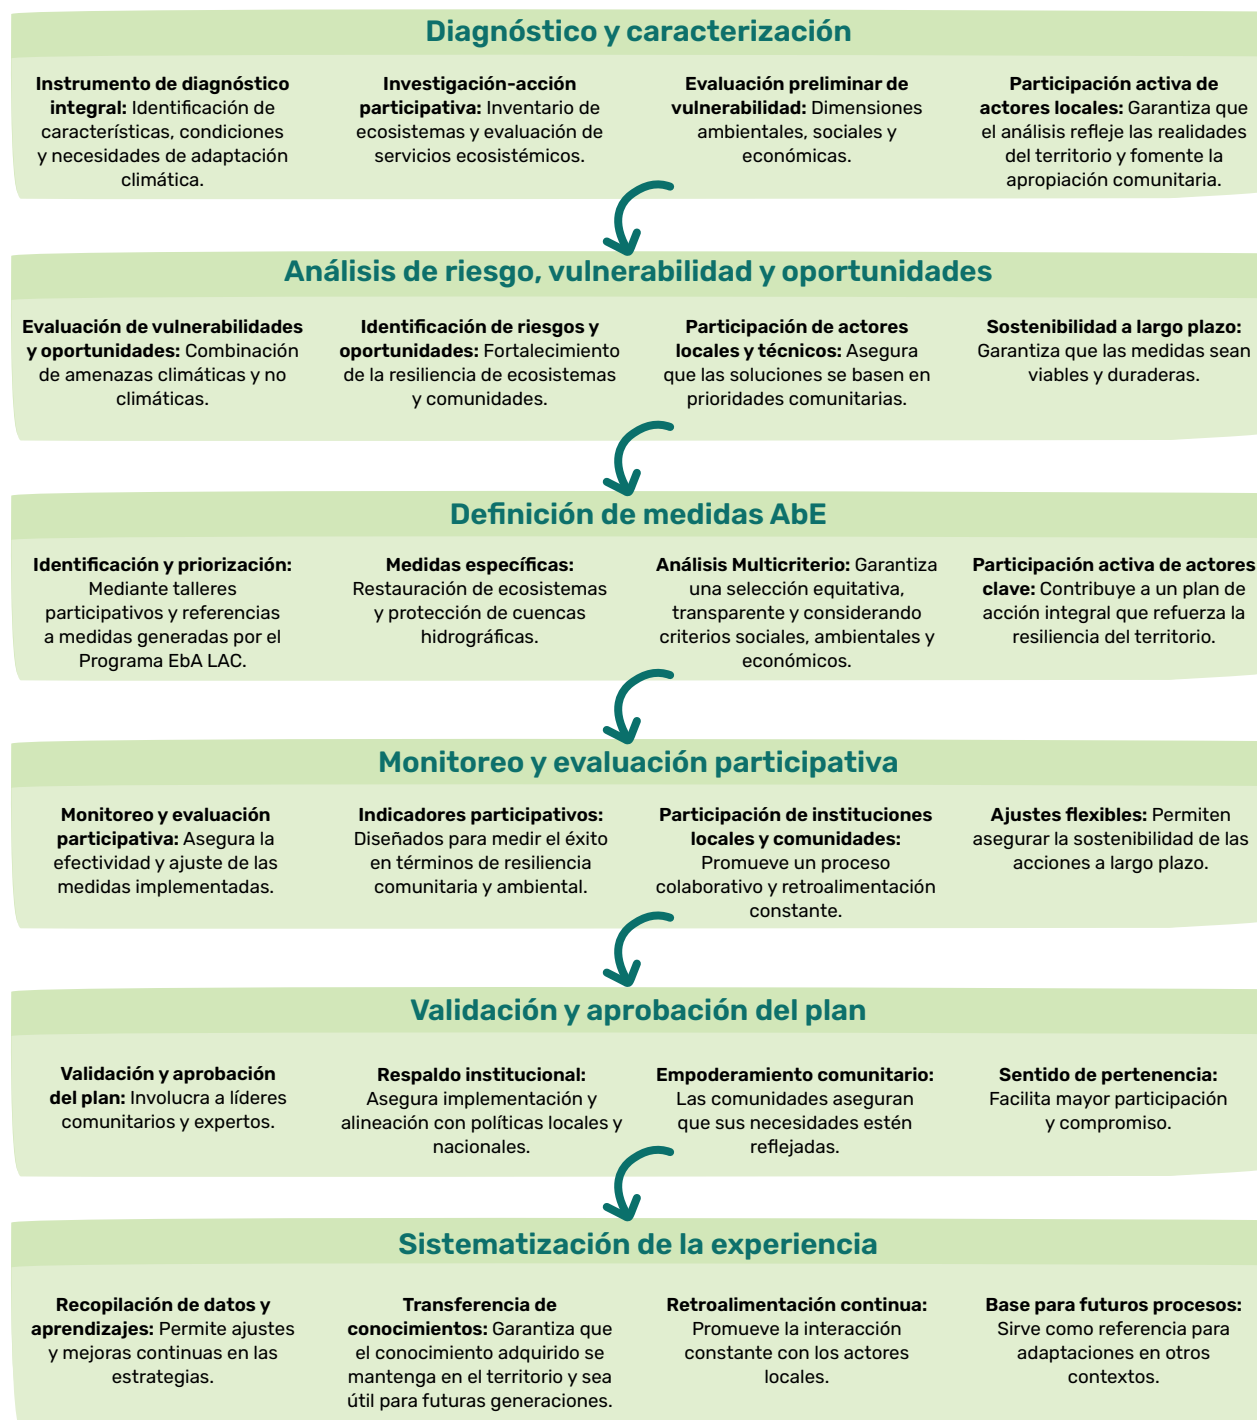 Diagnóstico y caracterización
Instrumento de diagnóstico
integral: Identificación de
características, condiciones
y necesidades de adaptación
climática.
Investigación-acción
participativa: Inventario de
ecosistemas y evaluación de
servicios ecosistémicos.
Evaluación preliminar de
vulnerabilidad: Dimensiones
ambientales, sociales y
económicas.
Participación activa de
actores locales: Garantiza que
el análisis refleje las realidades
del territorio y fomente la
apropiación comunitaria.
Análisis de riesgo, vulnerabilidad y oportunidades
Evaluación de vulnerabilidades
y oportunidades: Combinación
de amenazas climáticas y no
climáticas.
Identificación de riesgos y
oportunidades: Fortalecimiento
de la resiliencia de ecosistemas
y comunidades.
Participación de actores
locales y técnicos: Asegura
que las soluciones se basen en
prioridades comunitarias.
Sostenibilidad a largo plazo:
Garantiza que las medidas sean
viables y duraderas.
Definición de medidas AbE
Identificación y priorización:
Mediante talleres
participativos y referencias
a medidas generadas por el
Programa EbA LAC.
Medidas específicas:
Restauración de ecosistemas
y protección de cuencas
hidrográficas.
Análisis Multicriterio: Garantiza
una selección equitativa,
transparente y considerando
criterios sociales, ambientales y
económicos.
Participación activa de actores
clave: Contribuye a un plan de
acción integral que refuerza la
resiliencia del territorio.
Monitoreo y evaluación participativa
Monitoreo y evaluación
participativa: Asegura la
efectividad y ajuste de las
medidas implementadas.
Indicadores participativos:
Diseñados para medir el éxito
en términos de resiliencia
comunitaria y ambiental.
Participación de instituciones
locales y comunidades:
Promueve un proceso
colaborativo y retroalimentación
constante.
Ajustes flexibles: Permiten
asegurar la sostenibilidad de las
acciones a largo plazo.
Validación y aprobación del plan
Validación y aprobación
del plan: Involucra a líderes
comunitarios y expertos.
Respaldo institucional:
Asegura implementación y
alineación con políticas locales y
nacionales.
Empoderamiento comunitario:
Las comunidades aseguran
que sus necesidades estén
reflejadas.
Sentido de pertenencia:
Facilita mayor participación
y compromiso.
Sistematización de la experiencia
Recopilación de datos y
aprendizajes: Permite ajustes
y mejoras continuas en las
estrategias.
Transferencia de
conocimientos: Garantiza que
el conocimiento adquirido se
mantenga en el territorio y sea
útil para futuras generaciones.
Retroalimentación continua:
Promueve la interacción
constante con los actores
locales.
Base para futuros procesos:
Sirve como referencia para
adaptaciones en otros
contextos.